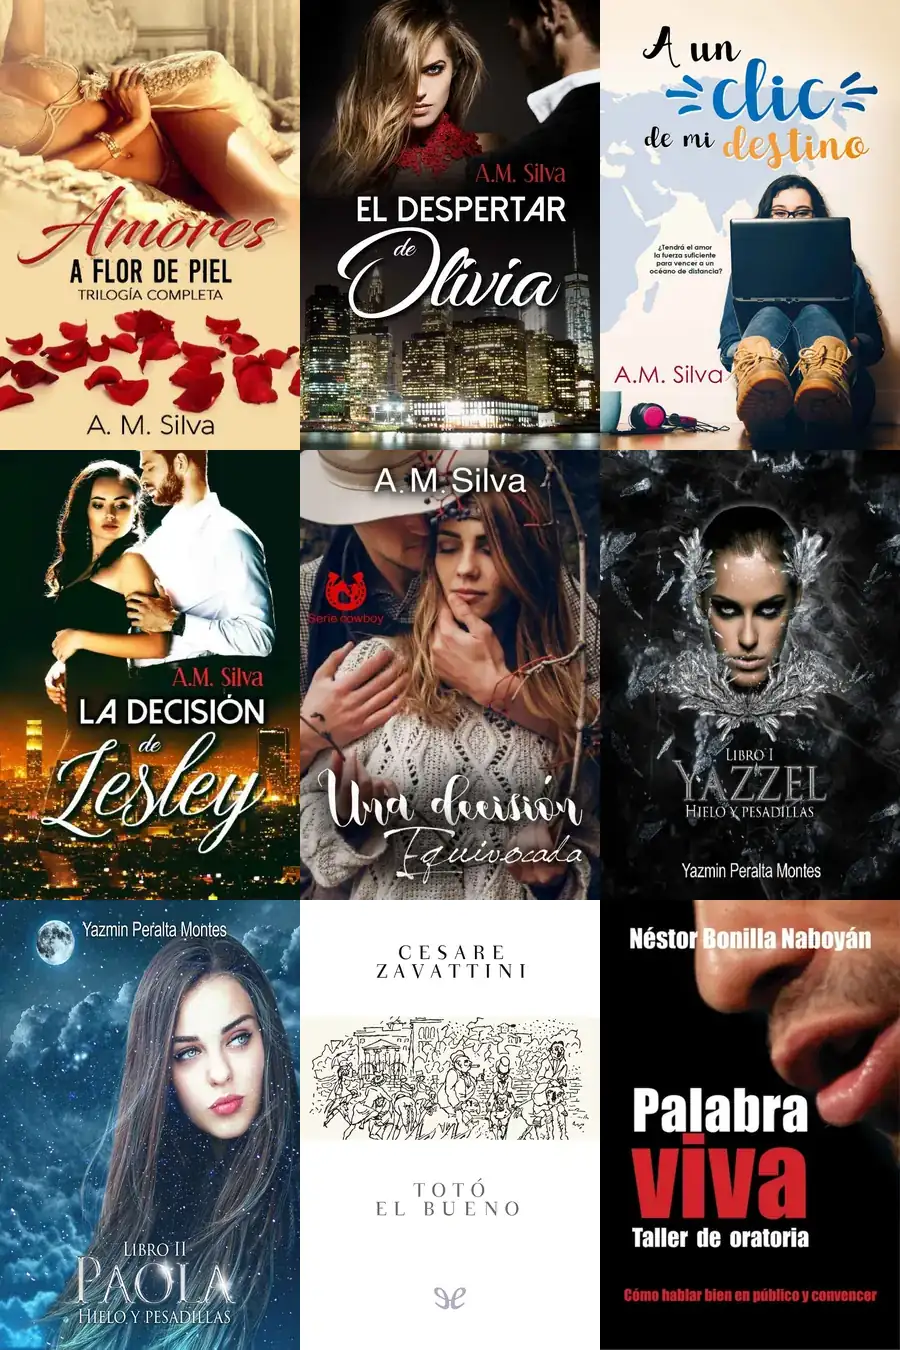 Amores
A FLOR DE PIEL
TRILOGÍA COMPLETA
A. M. Silva
A.M. Silva
EL DESPERTAR
de
Olivia
A un
clic
de mi destino
¿Tendrá el amor
la fuerza suficiente
para vencer a un
océano de distancia?
A.M. Silva
A.M. Silva
LA DECISIÓN
de
Lesley
A. M. Silva
Serie cowboy
Una decisión
Equivocada
LIBRO I
YAZZEL
HIELO Y PESADILLAS
Yazmin Peralta Montes
Yazmin Peralta Montes
LIBRO II
PAOLA
HIELO Y PESADILLAS
CESARE
ZAVATTINI
TOTÓ
EL BUENO
Néstor Bonilla Naboyán
Palabra
viva
Taller de oratoria
Cómo hablar bien en público y convencer